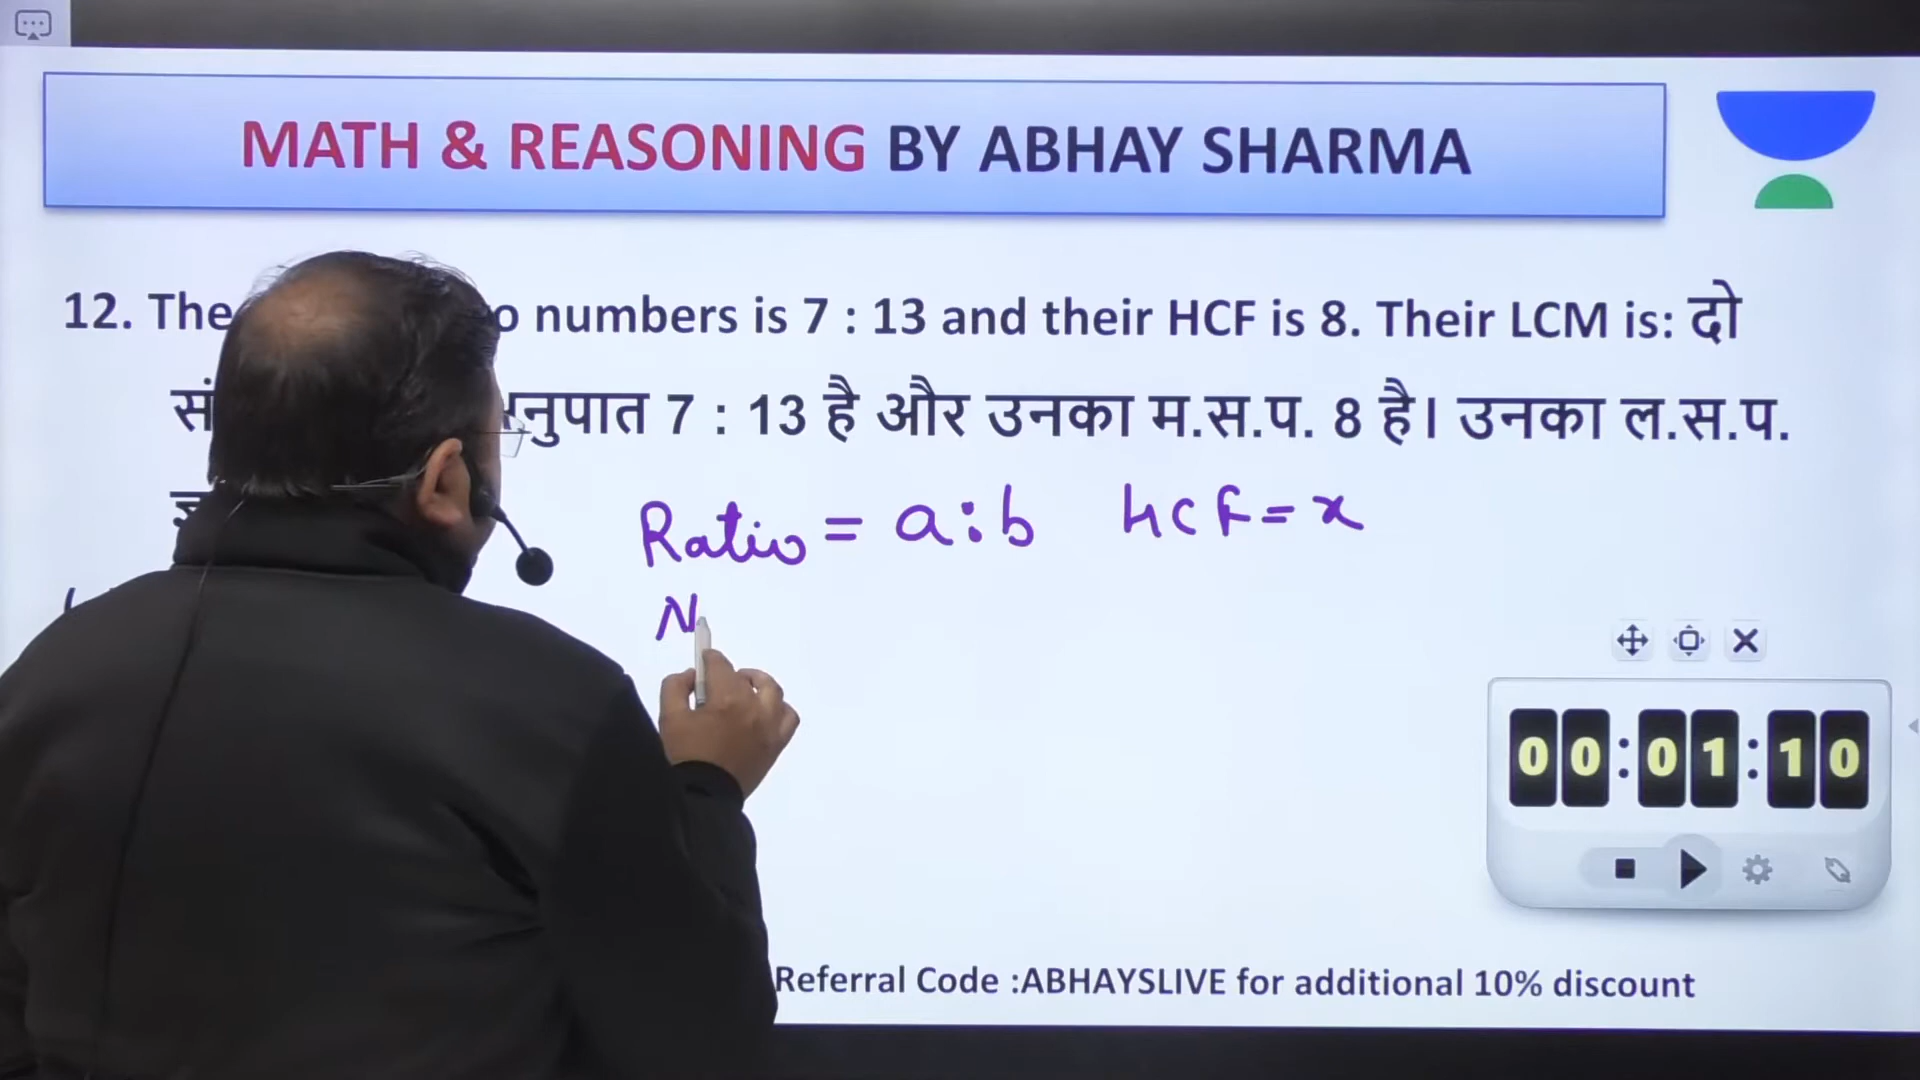 MATH & REASONING BY ABHAY SHARMA
12. The numbers is 7 : 13 and their HCF is 8. Their LCM is: दो
7 : 13 है और उनका म.स.प. 8 है। उनका ल.स.प.
Ratio = a:b HCF = x
N
00:01:10
Referral Code :ABHAYSLIVE for additional 10% discount